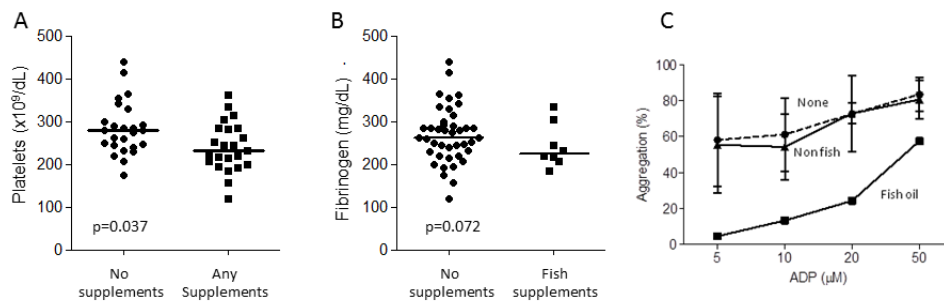 A
Platelets (x10⁹/dL)
500
400
300
200
100
0
p=0.037
No
supplements
Any
Supplements
B
Fibrinogen (mg/dL)
500
400
300
200
100
0
p=0.072
No
supplements
Fish
supplements
C
Aggregation (%)
100
80
60
40
20
0
None
Nonfish
Fish oil
5
10
20
50
ADP (µM)